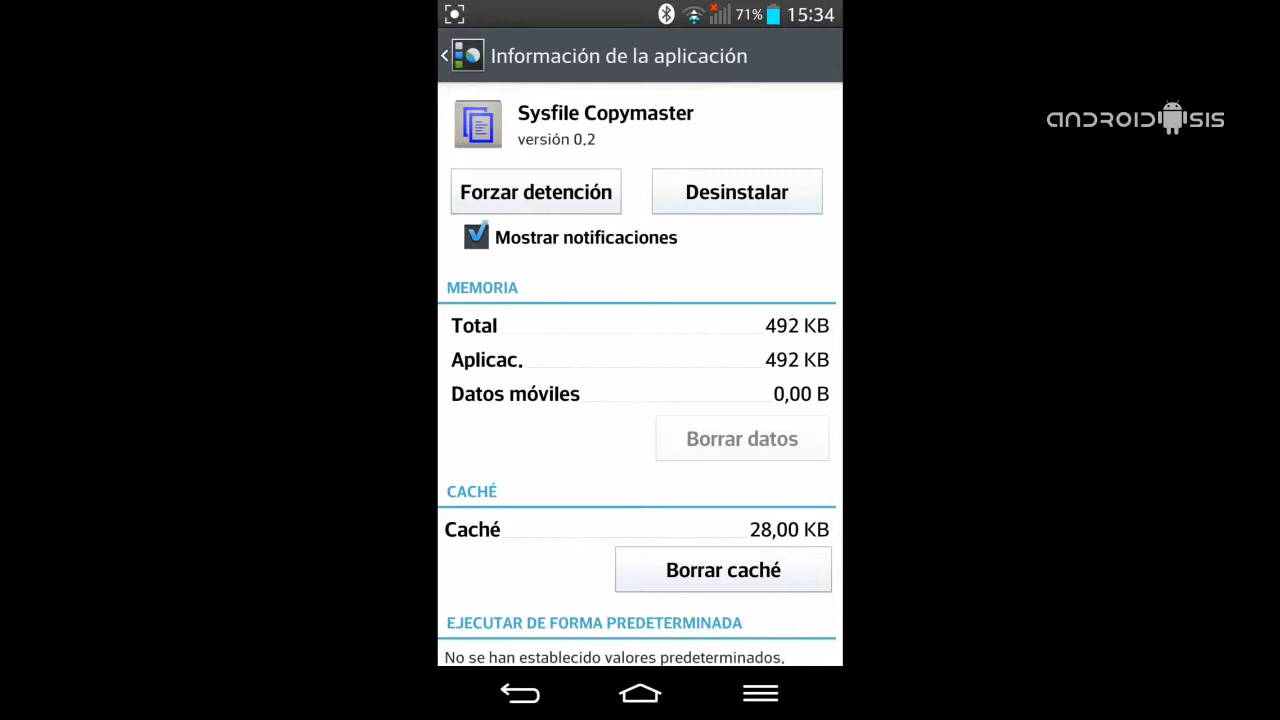 71% 15:34
Información de la aplicación
Sysfile Copymaster
versión 0.2
Forzar detención Desinstalar
Mostrar notificaciones
MEMORIA
Total 492 KB
Aplicac. 492 KB
Datos móviles 0,00 B
Borrar datos
CACHÉ
Caché 28,00 KB
Borrar caché
EJECUTAR DE FORMA PREDETERMINADA
No se han establecido valores predeterminados.
ANDROIDSIS